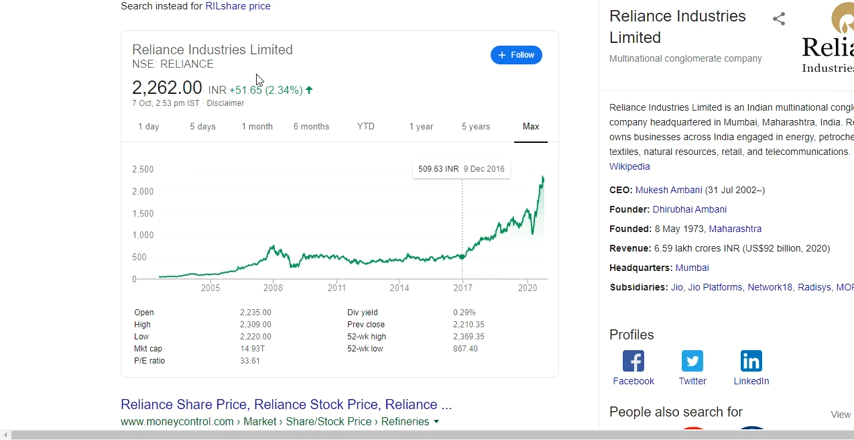 Search instead for RILshare price
Reliance Industries Limited
NSE: RELIANCE
+ Follow
2,262.00 INR +51.65 (2.34%)
7 Oct, 2:53 pm IST · Disclaimer
1 day 5 days 1 month 6 months YTD 1 year 5 years Max
509.63 INR 9 Dec 2016
2,500
2,000
1,500
1,000
500
0
2005 2008 2011 2014 2017 2020
Open 2,235.00 Div yield 0.29%
High 2,309.00 Prev close 2,210.35
Low 2,220.00 52-wk high 2,369.35
Mkt cap 14.93T 52-wk low 867.40
P/E ratio 33.61
Reliance Share Price, Reliance Stock Price, Reliance ...
www.moneycontrol.com › Market › Share/Stock Price › Refineries
Reliance Industries
Limited
Multinational conglomerate company
Reli
Industries
Reliance Industries Limited is an Indian multinational congl
company headquartered in Mumbai, Maharashtra, India. Re
owns businesses across India engaged in energy, petroche
textiles, natural resources, retail, and telecommunications.
Wikipedia
CEO: Mukesh Ambani (31 Jul 2002–)
Founder: Dhirubhai Ambani
Founded: 8 May 1973, Maharashtra
Revenue: 6.59 lakh crores INR (US$92 billion, 2020)
Headquarters: Mumbai
Subsidiaries: Jio, Jio Platforms, Network18, Radisys, MOR
Profiles
Facebook Twitter LinkedIn
People also search for
View